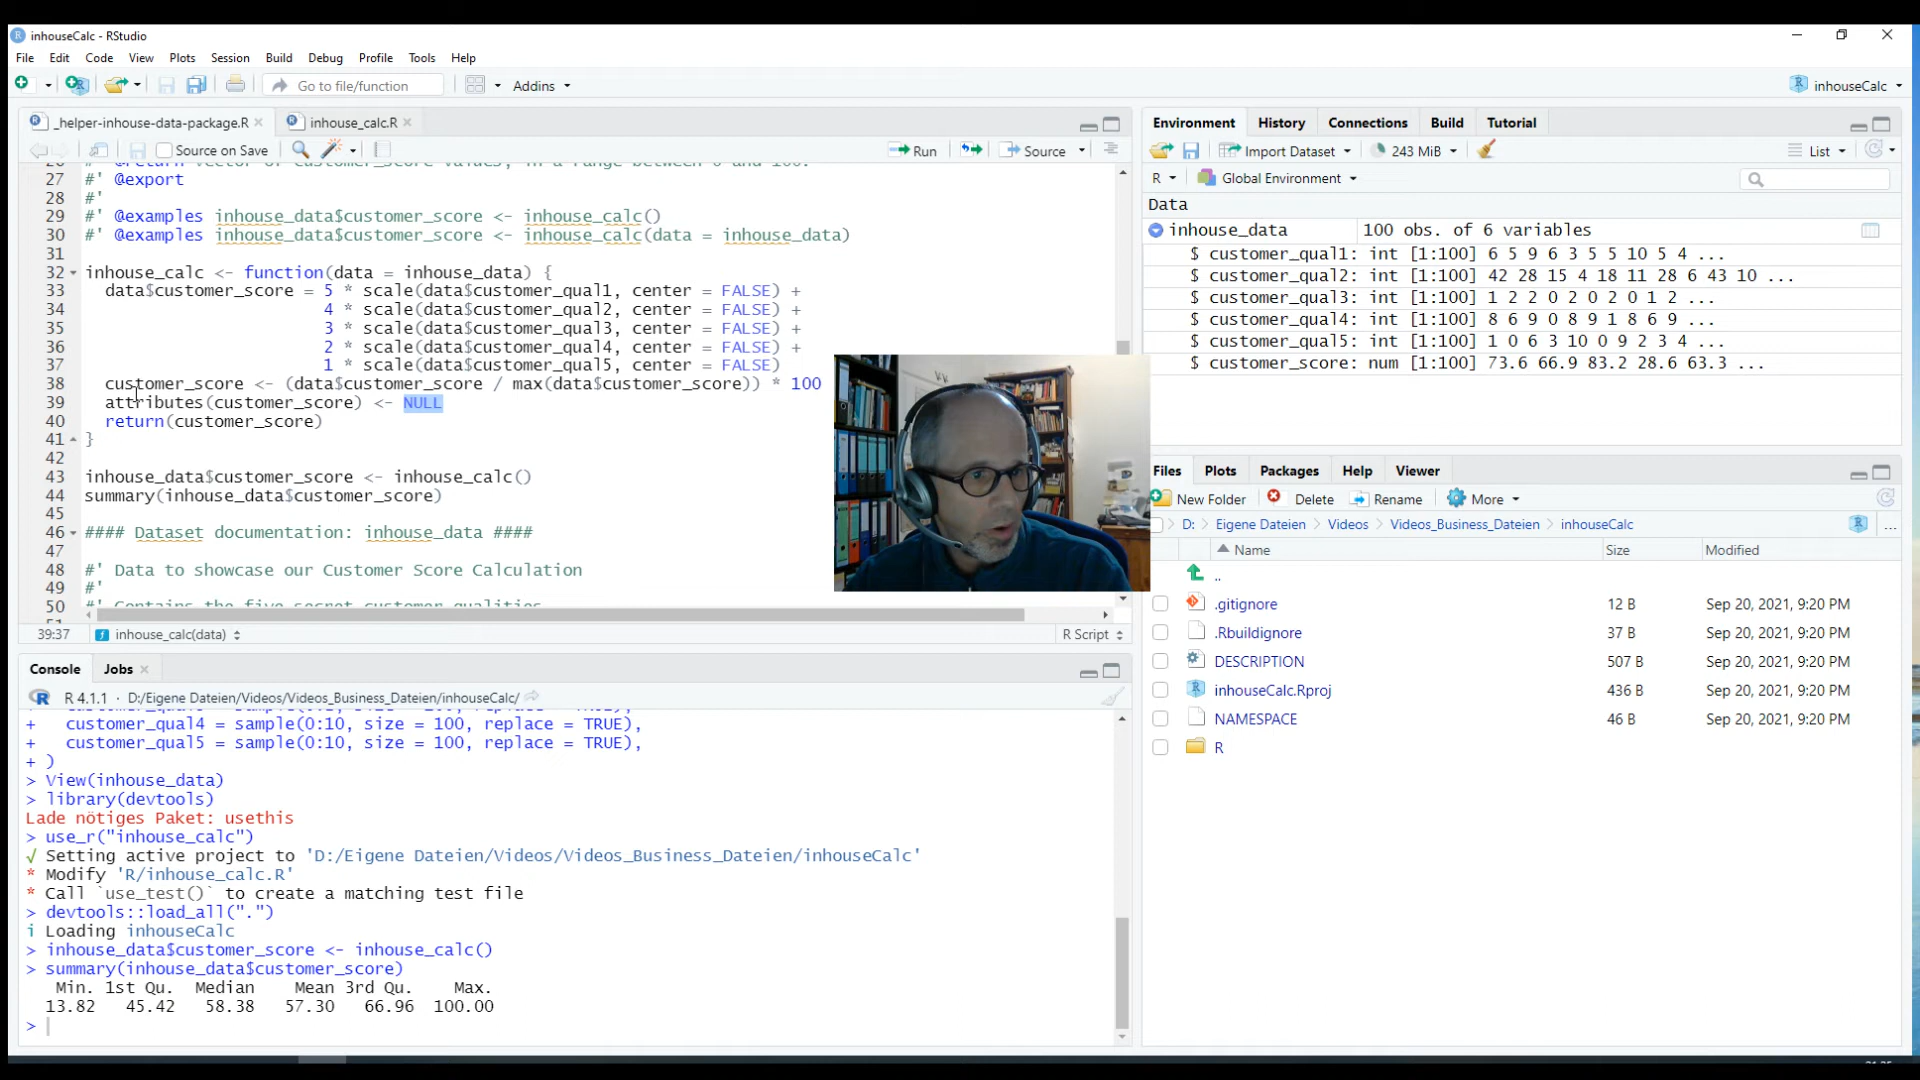 inhouseCalc - RStudio
File Edit Code View Plots Session Build Debug Profile Tools Help
Go to file/function Addins inhouseCalc
_helper-inhouse-data-package.R inhouse_calc.R
Source on Save Run Source
27 #' @export
28 #'
29 #' @examples inhouse_data$customer_score <- inhouse_calc()
30 #' @examples inhouse_data$customer_score <- inhouse_calc(data = inhouse_data)
31
32 inhouse_calc <- function(data = inhouse_data) {
33 data$customer_score = 5 * scale(data$customer_qual1, center = FALSE) +
34 4 * scale(data$customer_qual2, center = FALSE) +
35 3 * scale(data$customer_qual3, center = FALSE) +
36 2 * scale(data$customer_qual4, center = FALSE) +
37 1 * scale(data$customer_qual5, center = FALSE)
38 customer_score <- (data$customer_score / max(data$customer_score)) * 100
39 attributes(customer_score) <- NULL
40 return(customer_score)
41 }
42
43 inhouse_data$customer_score <- inhouse_calc()
44 summary(inhouse_data$customer_score)
45
46 #### Dataset documentation: inhouse_data ####
47
48 #' Data to showcase our Customer Score Calculation
49 #'
50 #' Contains the five secret customer qualities
39:37 inhouse_calc(data) R Script
Console Jobs
R 4.1.1 · D:/Eigene Dateien/Videos/Videos_Business_Dateien/inhouseCalc/
+ customer_qual4 = sample(0:10, size = 100, replace = TRUE),
+ customer_qual5 = sample(0:10, size = 100, replace = TRUE),
+ )
> View(inhouse_data)
> library(devtools)
Lade nötiges Paket: usethis
> use_r("inhouse_calc")
√ Setting active project to 'D:/Eigene Dateien/Videos/Videos_Business_Dateien/inhouseCalc'
* Modify 'R/inhouse_calc.R'
* Call `use_test()` to create a matching test file
> devtools::load_all(".")
i Loading inhouseCalc
> inhouse_data$customer_score <- inhouse_calc()
> summary(inhouse_data$customer_score)
Min. 1st Qu. Median Mean 3rd Qu. Max.
13.82 45.42 58.38 57.30 66.96 100.00
>
Environment History Connections Build Tutorial
Import Dataset 243 MiB List
R Global Environment
Data
inhouse_data 100 obs. of 6 variables
$ customer_qual1: int [1:100] 6 5 9 6 3 5 5 10 5 4 ...
$ customer_qual2: int [1:100] 42 28 15 4 18 11 28 6 43 10 ...
$ customer_qual3: int [1:100] 1 2 2 0 2 0 2 0 1 2 ...
$ customer_qual4: int [1:100] 8 6 9 0 8 9 1 8 6 9 ...
$ customer_qual5: int [1:100] 1 0 6 3 10 0 9 2 3 4 ...
$ customer_score: num [1:100] 73.6 66.9 83.2 28.6 63.3 ...
Files Plots Packages Help Viewer
New Folder Delete Rename More
D: Eigene Dateien Videos Videos_Business_Dateien inhouseCalc ...
Name Size Modified
..
.gitignore 12 B Sep 20, 2021, 9:20 PM
.Rbuildignore 37 B Sep 20, 2021, 9:20 PM
DESCRIPTION 507 B Sep 20, 2021, 9:20 PM
inhouseCalc.Rproj 436 B Sep 20, 2021, 9:20 PM
NAMESPACE 46 B Sep 20, 2021, 9:20 PM
R